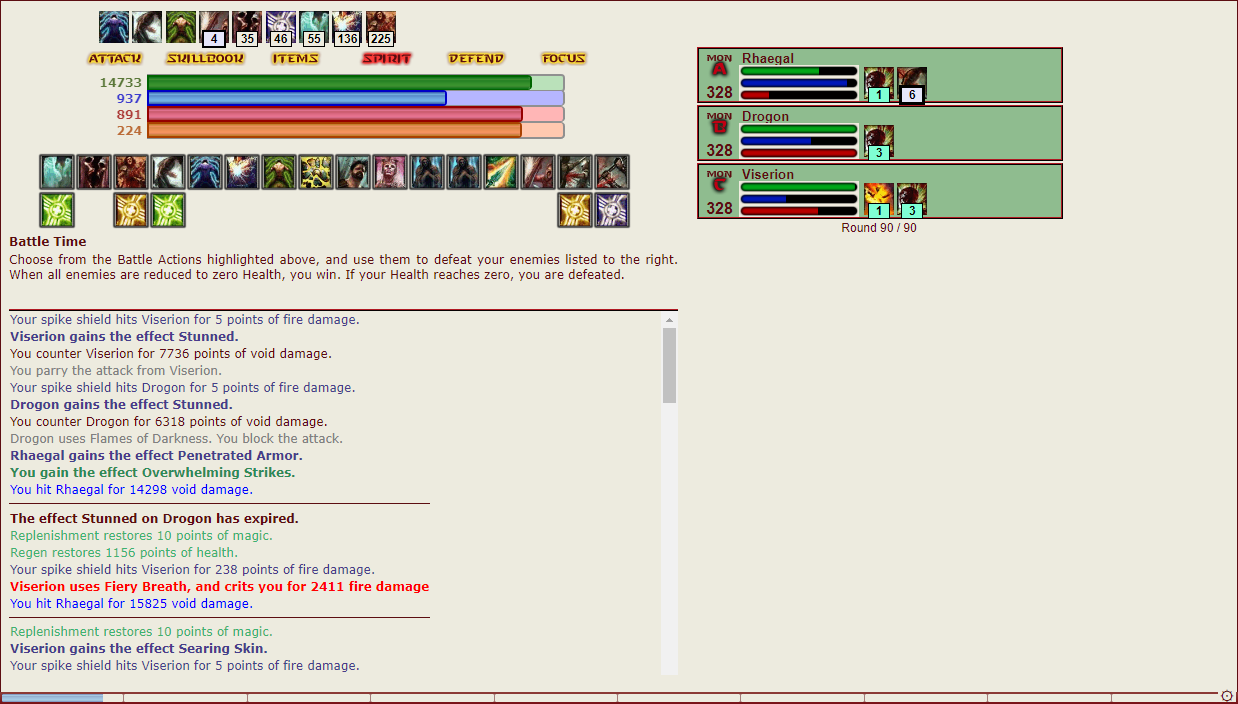 4 35 46 55 136 225
ATTACK SKILLBOOK ITEMS SPIRIT DEFEND FOCUS
14733
937
891
224
Battle Time
Choose from the Battle Actions highlighted above, and use them to defeat your enemies listed to the right.
When all enemies are reduced to zero Health, you win. If your Health reaches zero, you are defeated.
Your spike shield hits Viserion for 5 points of fire damage.
Viserion gains the effect Stunned.
You counter Viserion for 7736 points of void damage.
You parry the attack from Viserion.
Your spike shield hits Drogon for 5 points of fire damage.
Drogon gains the effect Stunned.
You counter Drogon for 6318 points of void damage.
Drogon uses Flames of Darkness. You block the attack.
Rhaegal gains the effect Penetrated Armor.
You gain the effect Overwhelming Strikes.
You hit Rhaegal for 14298 void damage.
The effect Stunned on Drogon has expired.
Replenishment restores 10 points of magic.
Regen restores 1156 points of health.
Your spike shield hits Viserion for 238 points of fire damage.
Viserion uses Fiery Breath, and crits you for 2411 fire damage
You hit Rhaegal for 15825 void damage.
Replenishment restores 10 points of magic.
Viserion gains the effect Searing Skin.
Your spike shield hits Viserion for 5 points of fire damage.
MON Rhaegal
A
328 1 6
MON Drogon
B
328 3
MON Viserion
C
328 1 3
Round 90 / 90